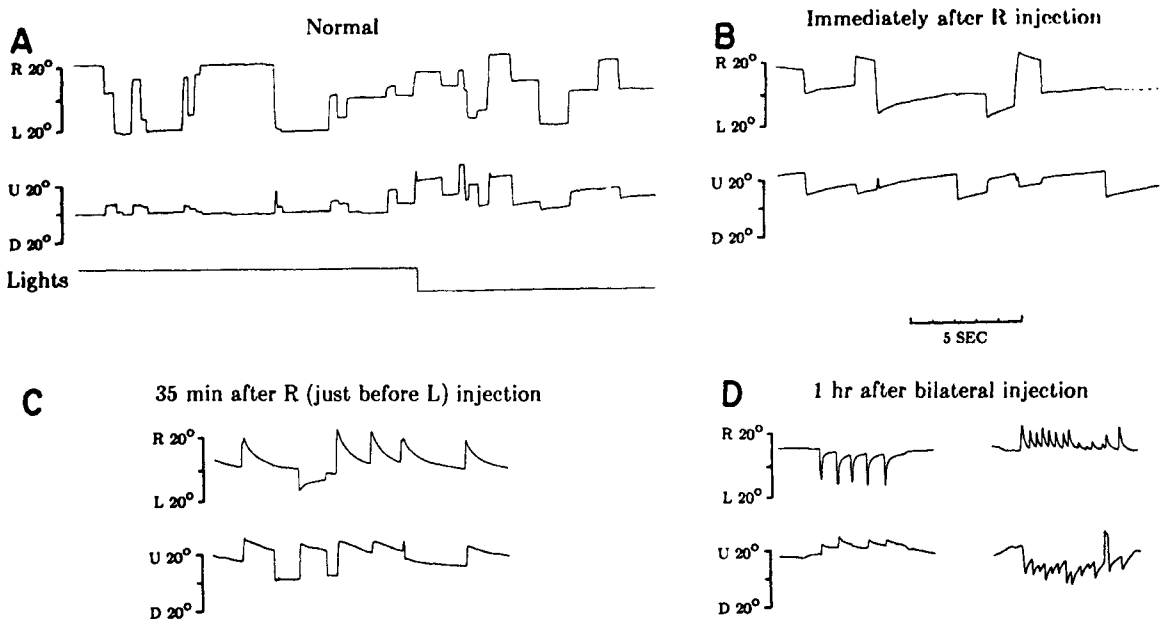 A
Normal
R 20°
L 20°
U 20°
D 20°
Lights
B
Immediately after R injection
R 20°
L 20°
U 20°
D 20°
5 SEC
C
35 min after R (just before L) injection
R 20°
L 20°
U 20°
D 20°
D
1 hr after bilateral injection
R 20°
L 20°
U 20°
D 20°